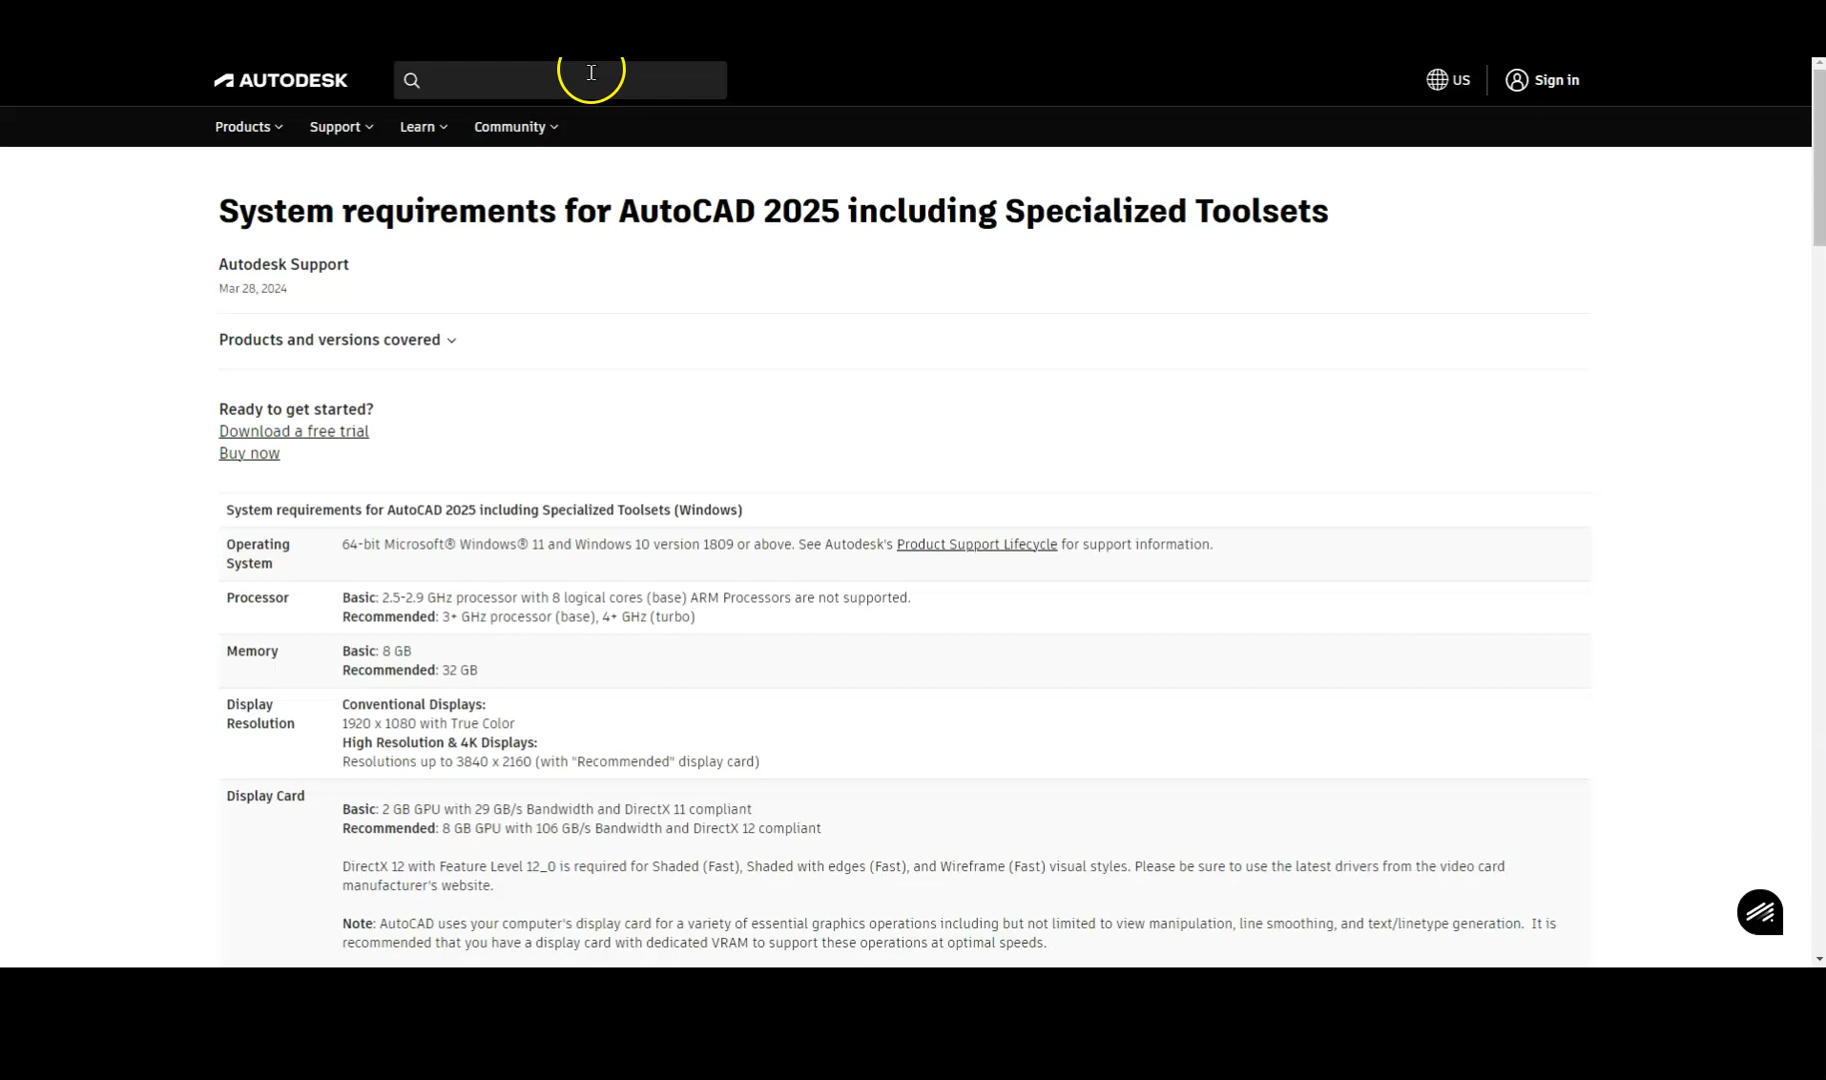 AUTODESK
US
Sign in
Products
Support
Learn
Community
System requirements for AutoCAD 2025 including Specialized Toolsets
Autodesk Support
Mar 28, 2024
Products and versions covered
Ready to get started?
Download a free trial
Buy now
System requirements for AutoCAD 2025 including Specialized Toolsets (Windows)
Operating System
64-bit Microsoft® Windows® 11 and Windows 10 version 1809 or above. See Autodesk's Product Support Lifecycle for support information.
Processor
Basic: 2.5-2.9 GHz processor with 8 logical cores (base) ARM Processors are not supported.
Recommended: 3+ GHz processor (base), 4+ GHz (turbo)
Memory
Basic: 8 GB
Recommended: 32 GB
Display Resolution
Conventional Displays:
1920 x 1080 with True Color
High Resolution & 4K Displays:
Resolutions up to 3840 x 2160 (with "Recommended" display card)
Display Card
Basic: 2 GB GPU with 29 GB/s Bandwidth and DirectX 11 compliant
Recommended: 8 GB GPU with 106 GB/s Bandwidth and DirectX 12 compliant
DirectX 12 with Feature Level 12_0 is required for Shaded (Fast), Shaded with edges (Fast), and Wireframe (Fast) visual styles. Please be sure to use the latest drivers from the video card
manufacturer's website.
Note: AutoCAD uses your computer's display card for a variety of essential graphics operations including but not limited to view manipulation, line smoothing, and text/linetype generation. It is
recommended that you have a display card with dedicated VRAM to support these operations at optimal speeds.